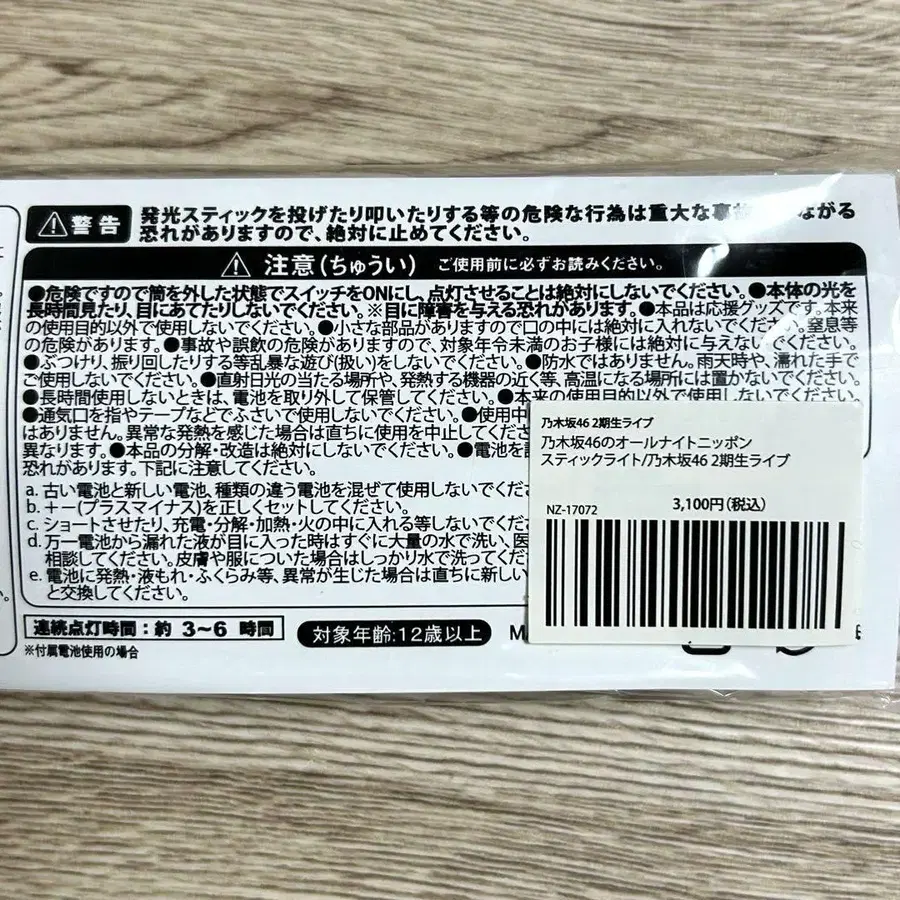 警告
発光スティックを投げたり叩いたりする等の危険な行為は重大な事 ながる
恐れがありますので、絶対に止めてください。
注意(ちゅうい) ご使用前に必ずお読みください。
●危険ですので筒を外した状態でスイッチをONにし、点灯させることは絶対にしないでください。●本体の光を
長時間見たり、目にあてたりしないでください。※目に障害を与える恐れがあります。●本品は応援グッズです。本来
の使用目的以外で使用しないでください。●小さな部品がありますので口の中には絶対に入れないでください。窒息等
の危険があります。●事故や誤飲の危険がありますので、対象年令未満のお子様には絶対に与えないでください。
●ぶつけり、振り回したりする等乱暴な遊び(扱い)をしないでください。●防水ではありません。雨天時や、濡れた手で
ご使用しないでください。●直射日光の当たる場所や、発熱する機器の近く等、高温になる場所には置かないでください。
●長時間使用しないときは、電池を取り外して保管してください。●本来の使用目的以外で使用しないでください。
●通気口を指やテープなどでふさいで使用しないでください。●使用中
はありません。異常な発熱を感じた場合は直ちに使用を中止してくだ
異なります。●本品の分解・改造は絶対にしないでください。●電池を
恐れがあります。下記に注意してください。
a. 古い電池と新しい電池、種類の違う電池を混ぜて使用しないでくだ
b. +−(プラスマイナス)を正しくセットしてください。
c. ショートさせたり、充電・分解・加熱・火の中に入れる等しないでくだ
d. 万一電池から漏れた液が目に入った時はすぐに大量の水で洗い、医
相談してください。皮膚や服についた場合はしっかり水で洗ってくだ
e. 電池に発熱・液もれ・ふくらみ等、異常が生じた場合は直ちに新しい
と交換してください。
連続点灯時間：約 3~6 時間
※付属電池使用の場合
対象年齢:12歳以上
乃木坂46 2期生ライブ
乃木坂46のオールナイトニッポン
スティックライト/乃木坂46 2期生ライブ
3,100円(税込)
NZ-17072